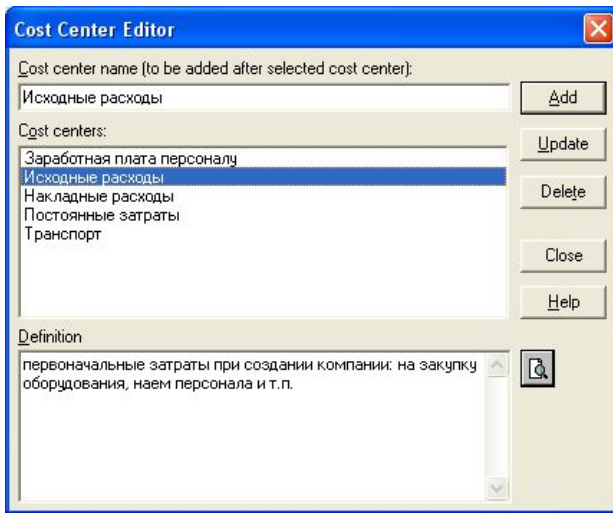 Cost Center Editor
Cost center name (to be added after selected cost center):
Исходные расходы
Add
Cost centers:
Update
Заработная плата персоналу
Исходные расходы
Delete
Накладные расходы
Постоянные затраты
Транспорт
Close
Help
Definition
первоначальные затраты при создании компании: на закупку
оборудования, наем персонала и т.п.